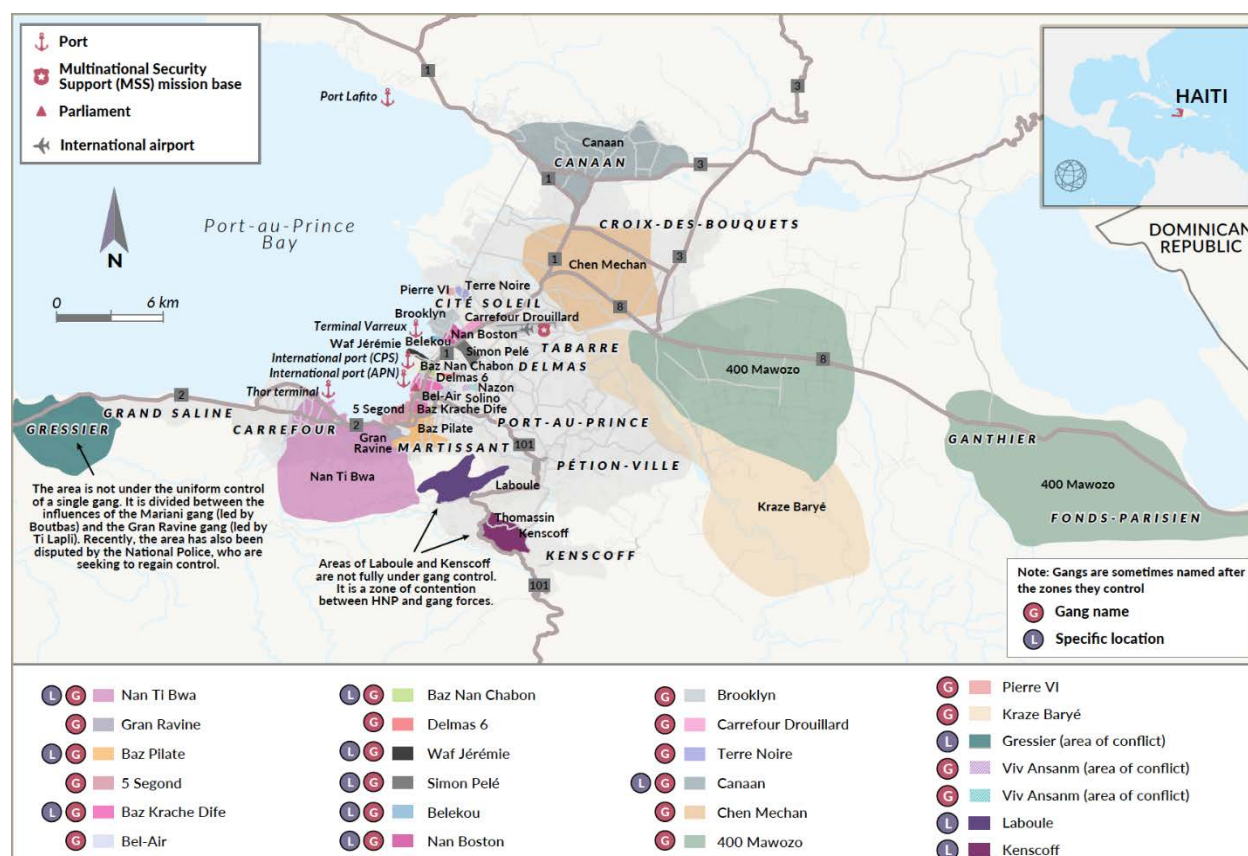 Port
Multinational Security
Support (MSS) mission base
Parliament
International airport
N
0 6 km
Port-au-Prince
Bay
Port Lafito
1
3
HAITI
DOMINICAN
REPUBLIC
Canaan
CANAAN
3
1
CROIX-DES-BOUQUETS
Chen Mechan
1
3
8
Pierre VI
Terre Noire
CITÉ SOLEIL
Brooklyn
Carrefour Drouillard
Terminal Varreux
Nan Boston
Waf Jérémie
Belekou
TABARRE
International port (CPS)
1
Simon Pelé
Baz Nan Chabon
DELMAS
International port (APN)
Delmas 6
Nazon
Thor terminal
Bel-Air
Solino
5 Segond
Baz Krache Dife
2
GRAND SALINE
GRESSIER
CARREFOUR
2
Gran
Ravine
Baz Pilate
PORT-AU-PRINCE
MARTISSANT
101
PÉTION-VILLE
Nan Ti Bwa
Laboule
Thomassin
Kenscoff
KENSCOFF
101
400 Mawozo
8
Kraze Baryé
GANTHIER
400 Mawozo
FONDS-PARISIEN
The area is not under the uniform control
of a single gang. It is divided between the
influences of the Mariani gang (led by
Boutbas) and the Gran Ravine gang (led by
Ti Lapli). Recently, the area has also been
disputed by the National Police, who are
seeking to regain control.
Areas of Laboule and Kenscoff
are not fully under gang control.
It is a zone of contention
between HNP and gang forces.
Note: Gangs are sometimes named after
the zones they control
G Gang name
L Specific location
L G Nan Ti Bwa
G Gran Ravine
L G Baz Pilate
G 5 Segond
L G Baz Krache Dife
G Bel-Air
L G Baz Nan Chabon
G Delmas 6
L G Waf Jérémie
L G Simon Pelé
L G Belekou
L G Nan Boston
G Brooklyn
G Carrefour Drouillard
G Terre Noire
L G Canaan
G Chen Mechan
G 400 Mawozo
G Pierre VI
G Kraze Baryé
L Gressier (area of conflict)
G Viv Ansanm (area of conflict)
G Viv Ansanm (area of conflict)
L Laboule
L Kenscoff